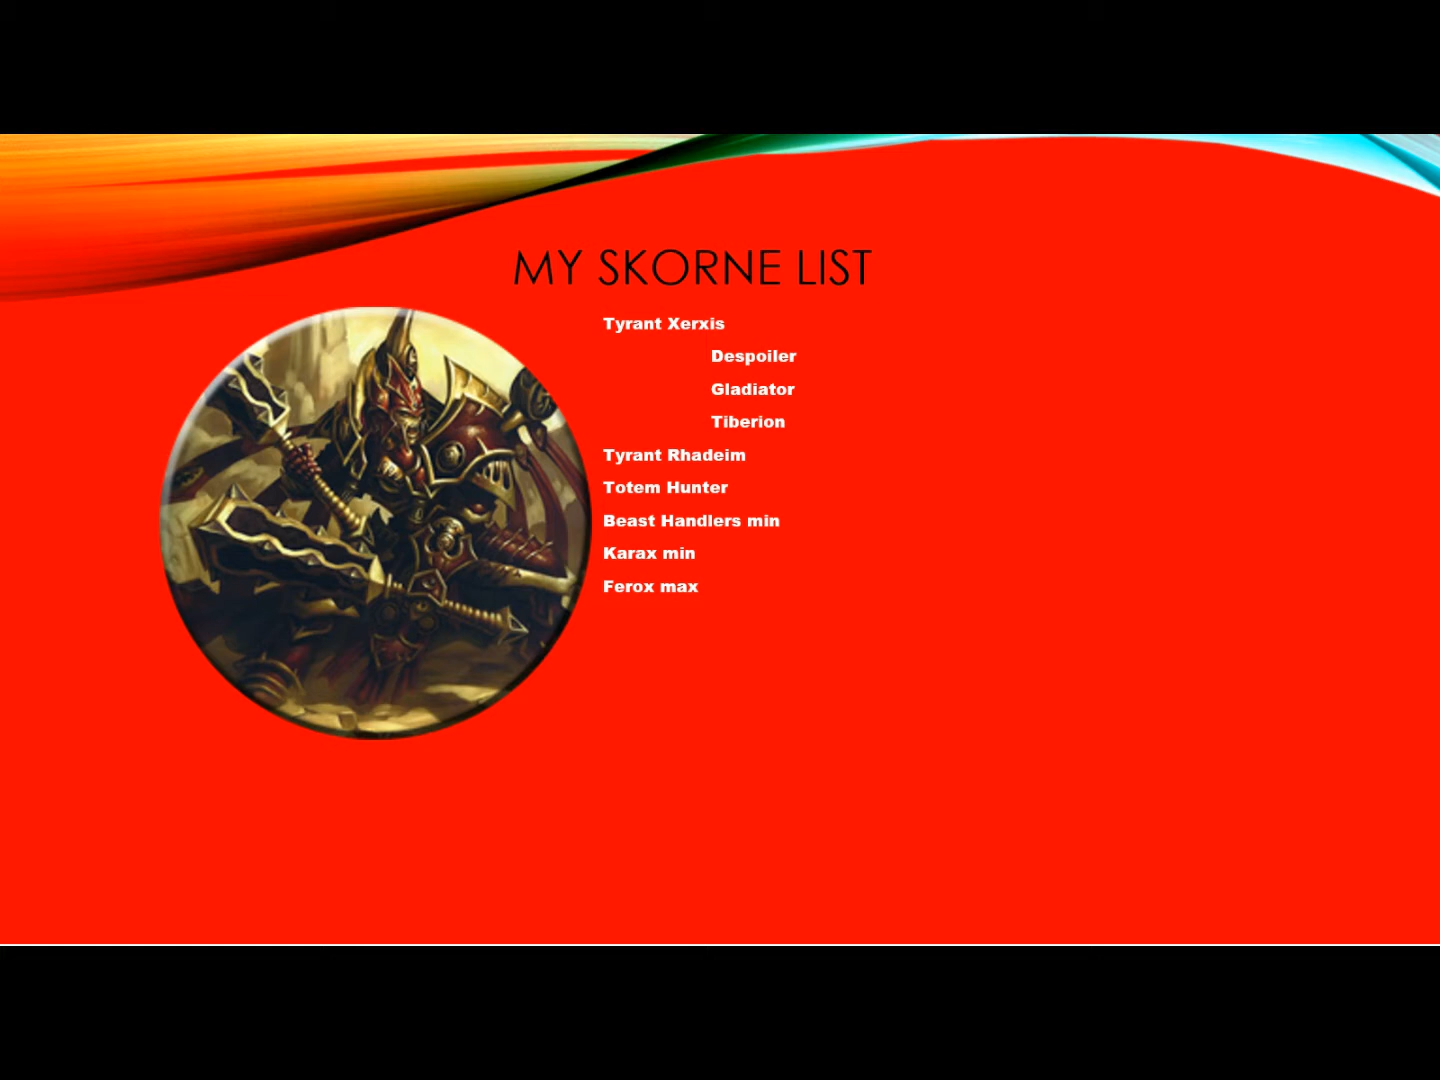 MY SKORNE LIST
Tyrant Xerxis
Despoiler
Gladiator
Tiberion
Tyrant Rhadeim
Totem Hunter
Beast Handlers min
Karax min
Ferox max